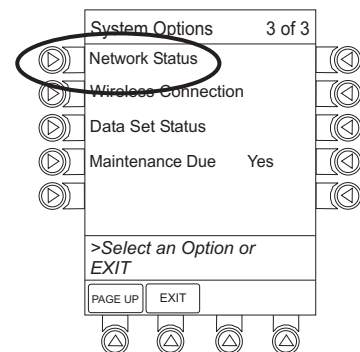 System Options 3 of 3
Network Status
Wireless Connection
Data Set Status
Maintenance Due Yes
>Select an Option or
EXIT
PAGE UP EXIT